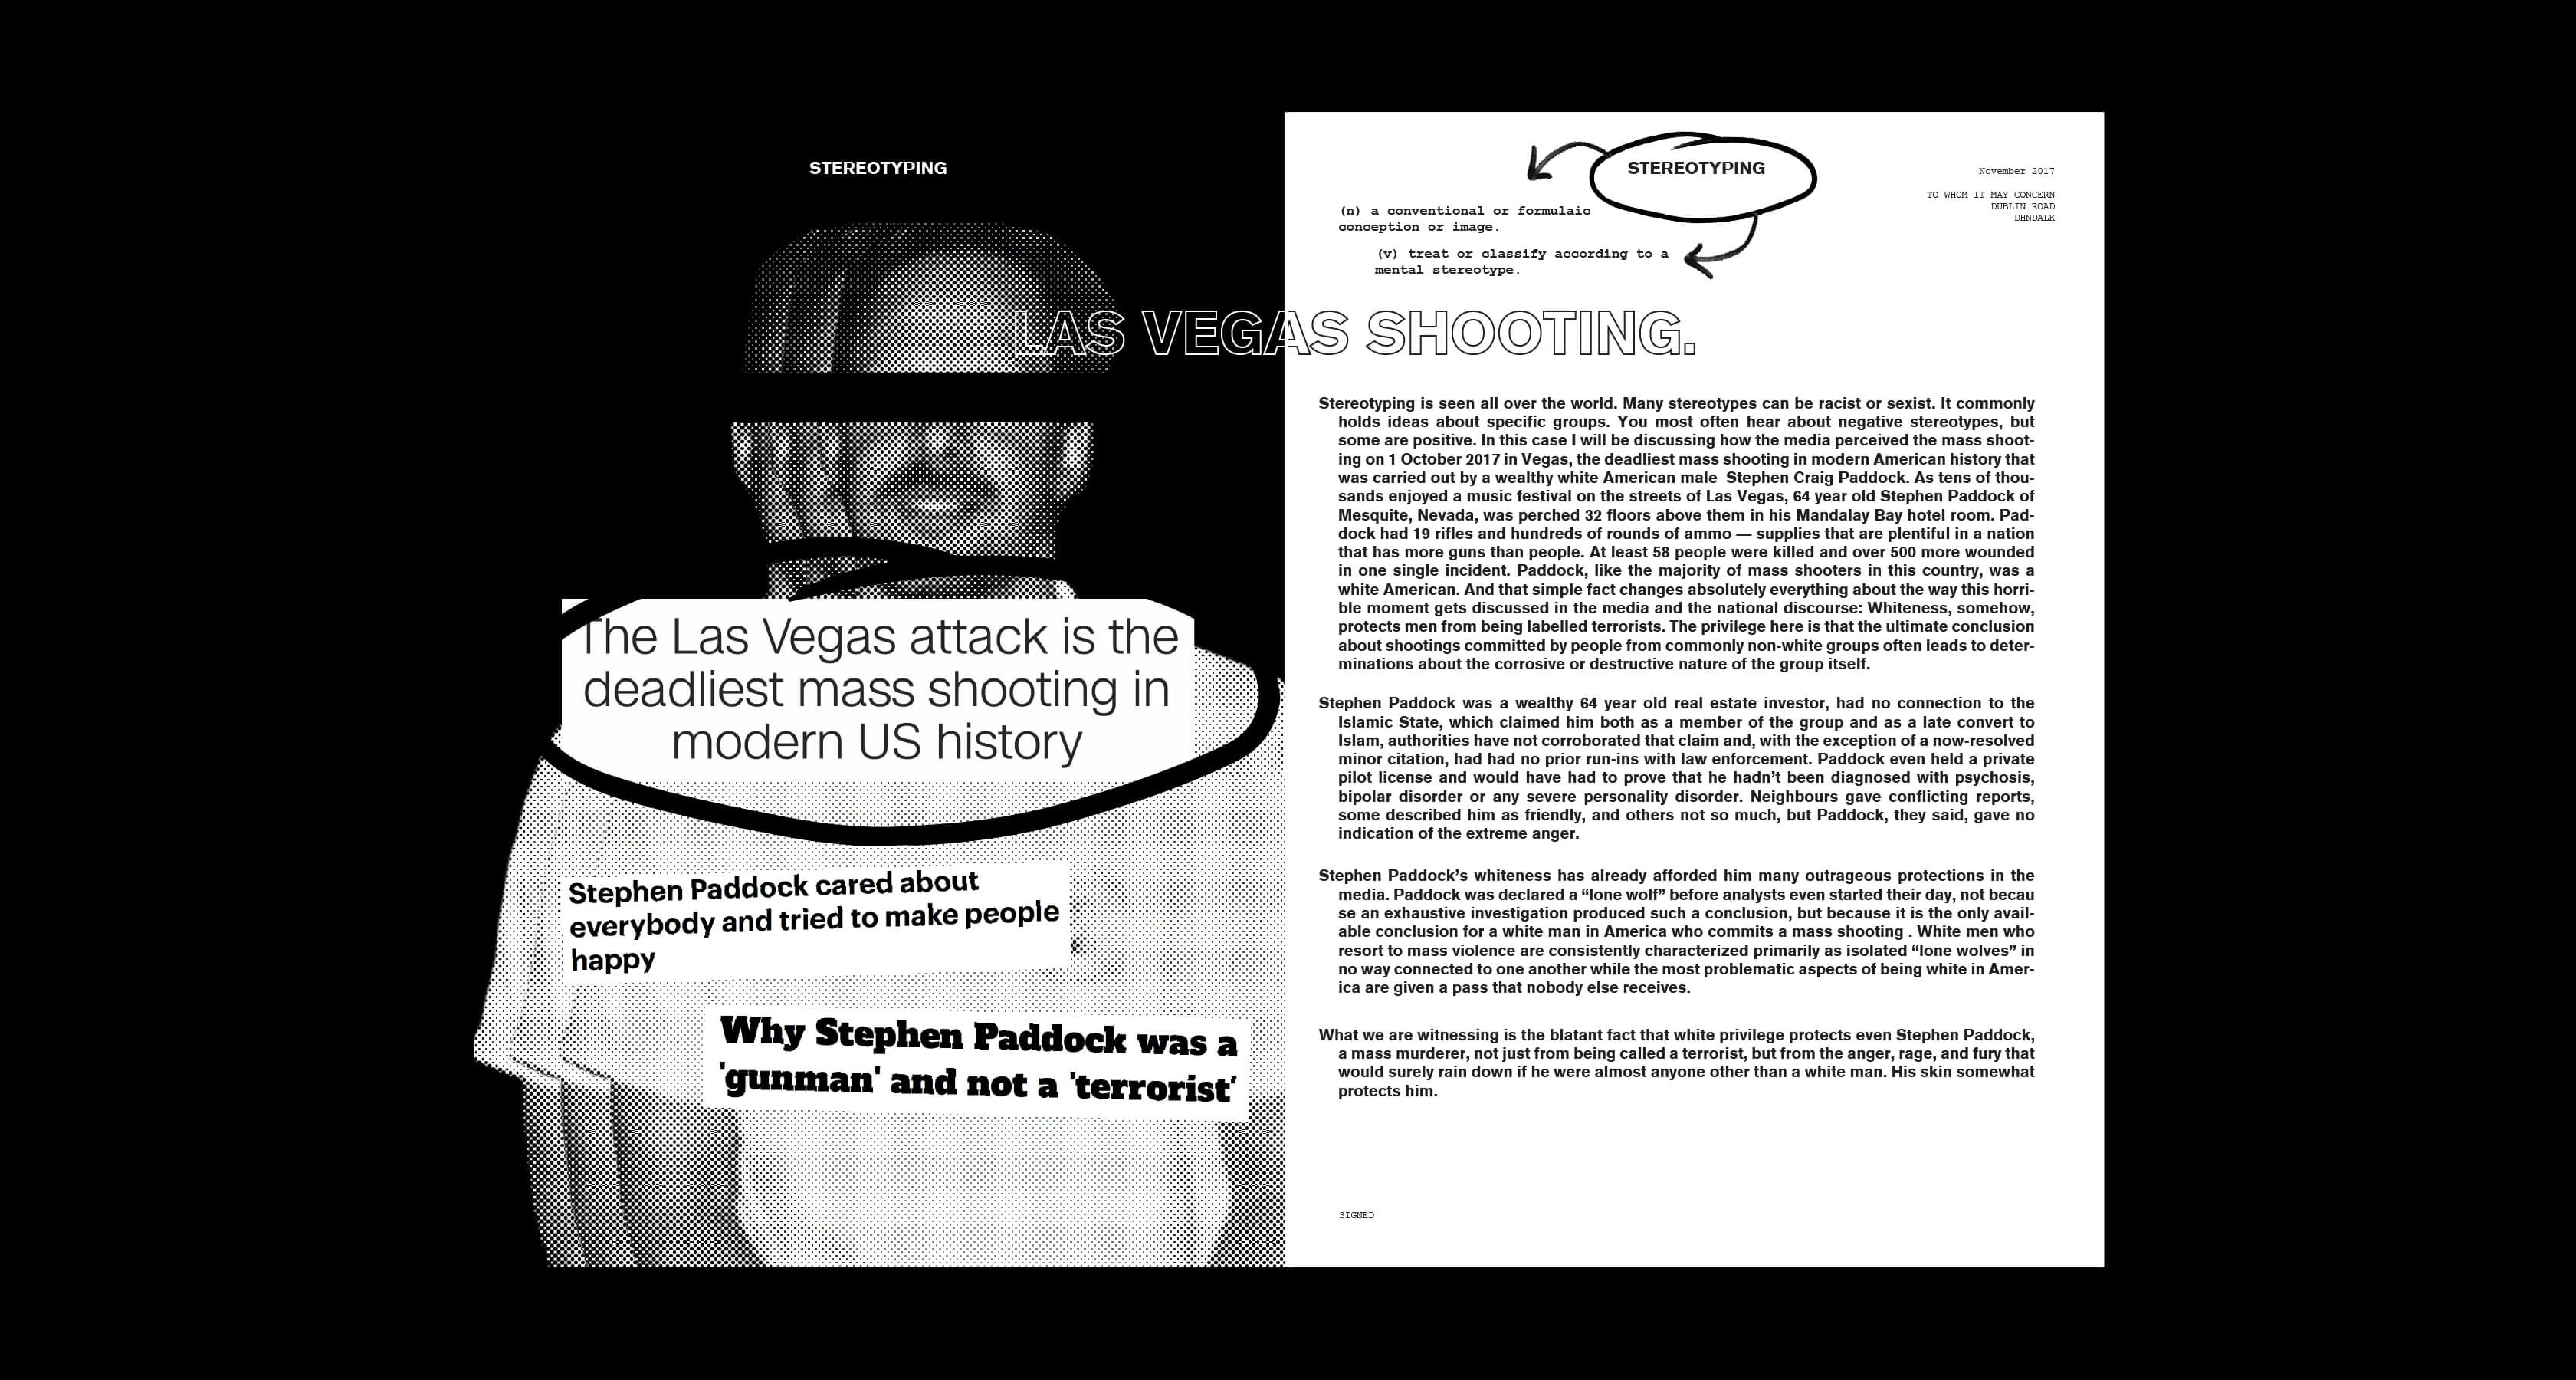 STEREOTYPING
The Las Vegas attack is the
deadliest mass shooting in
modern US history
Stephen Paddock cared about
everybody and tried to make people
happy
Why Stephen Paddock was a
'gunman' and not a 'terrorist'
STEREOTYPING
November 2017
TO WHOM IT MAY CONCERN
DUBLIN ROAD
DHNDALK
(n) a conventional or formulaic
conception or image.
(v) treat or classify according to a
mental stereotype.
LAS VEGAS SHOOTING.
Stereotyping is seen all over the world. Many stereotypes can be racist or sexist. It commonly
holds ideas about specific groups. You most often hear about negative stereotypes, but
some are positive. In this case I will be discussing how the media perceived the mass shoot-
ing on 1 October 2017 in Vegas, the deadliest mass shooting in modern American history that
was carried out by a wealthy white American male  Stephen Craig Paddock. As tens of thou-
sands enjoyed a music festival on the streets of Las Vegas, 64 year old Stephen Paddock of
Mesquite, Nevada, was perched 32 floors above them in his Mandalay Bay hotel room. Pad-
dock had 19 rifles and hundreds of rounds of ammo — supplies that are plentiful in a nation
that has more guns than people. At least 58 people were killed and over 500 more wounded
in one single incident. Paddock, like the majority of mass shooters in this country, was a
white American. And that simple fact changes absolutely everything about the way this horri-
ble moment gets discussed in the media and the national discourse: Whiteness, somehow,
protects men from being labelled terrorists. The privilege here is that the ultimate conclusion
about shootings committed by people from commonly non-white groups often leads to deter-
minations about the corrosive or destructive nature of the group itself.
Stephen Paddock was a wealthy 64 year old real estate investor, had no connection to the
Islamic State, which claimed him both as a member of the group and as a late convert to
Islam, authorities have not corroborated that claim and, with the exception of a now-resolved
minor citation, had had no prior run-ins with law enforcement. Paddock even held a private
pilot license and would have had to prove that he hadn’t been diagnosed with psychosis,
bipolar disorder or any severe personality disorder. Neighbours gave conflicting reports,
some described him as friendly, and others not so much, but Paddock, they said, gave no
indication of the extreme anger.
Stephen Paddock’s whiteness has already afforded him many outrageous protections in the
media. Paddock was declared a “lone wolf” before analysts even started their day, not becau
se an exhaustive investigation produced such a conclusion, but because it is the only avail-
able conclusion for a white man in America who commits a mass shooting . White men who
resort to mass violence are consistently characterized primarily as isolated “lone wolves” in
no way connected to one another while the most problematic aspects of being white in Amer-
ica are given a pass that nobody else receives.
What we are witnessing is the blatant fact that white privilege protects even Stephen Paddock,
a mass murderer, not just from being called a terrorist, but from the anger, rage, and fury that
would surely rain down if he were almost anyone other than a white man. His skin somewhat
protects him.
SIGNED